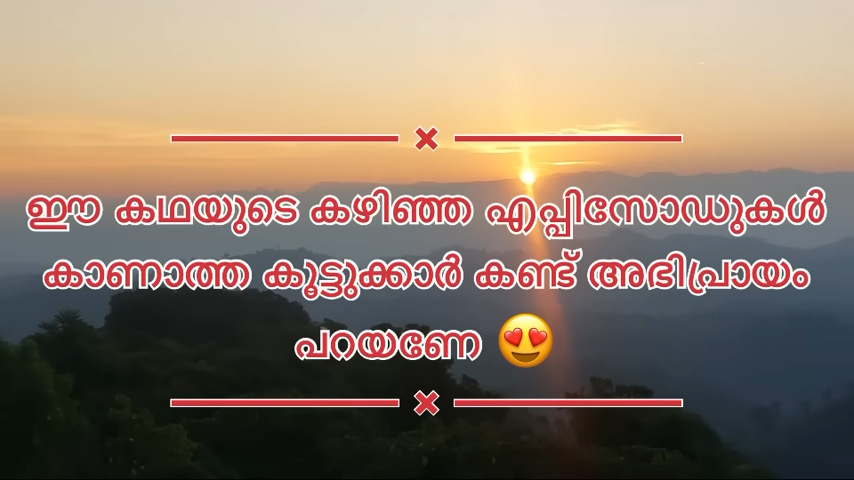 ഈ കഥയുടെ കഴിഞ്ഞ എപ്പിസോഡുകൾ
കാണാത്ത കൂട്ടുക്കാർ കണ്ട് അഭിപ്രായം
പറയണേ 😍